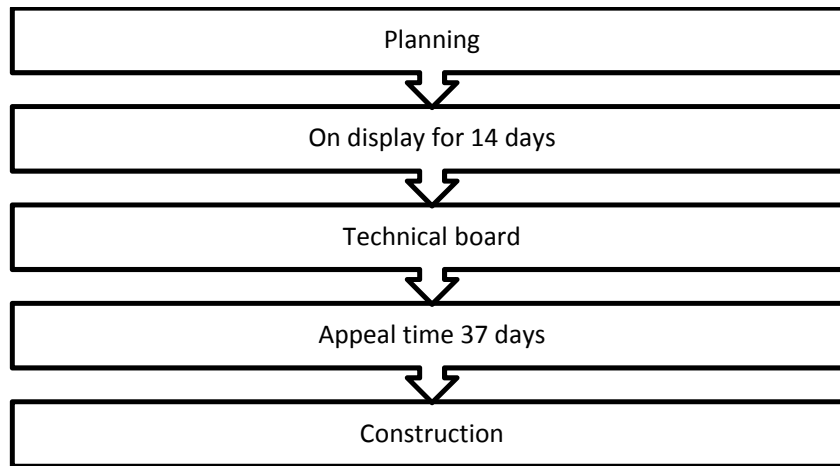 Planning
On display for 14 days
Technical board
Appeal time 37 days
Construction